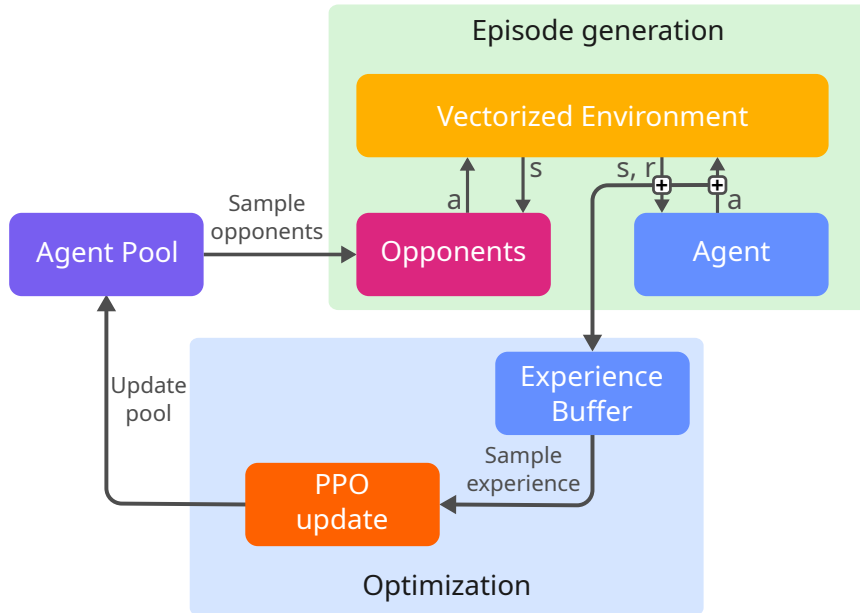 Episode generation
Vectorized Environment
a
s
s, r
a
Sample
opponents
Agent Pool
Opponents
Agent
Update
pool
Experience
Buffer
Sample
experience
PPO
update
Optimization